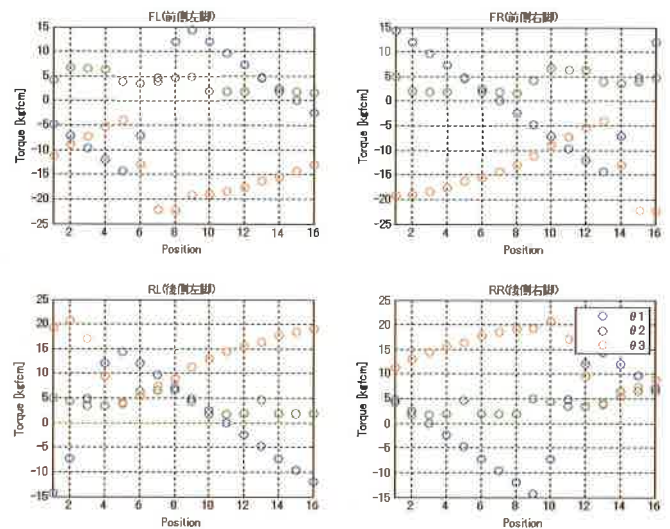 FL(前側左脚)
15
10
5
0
-5
-10
-15
-20
-25
Torque [kgfcm]
2 4 6 8 10 12 14 16
Position
FR(前側右脚)
15
10
5
0
-5
-10
-15
-20
-25
Torque [kgfcm]
2 4 6 8 10 12 14 16
Position
RL(後側左脚)
25
20
15
10
5
0
-5
-10
-15
Torque [kgfcm]
2 4 6 8 10 12 14 16
Position
RR(後側右脚)
25
20
15
10
5
0
-5
-10
-15
Torque [kgfcm]
2 4 6 8 10 12 14 16
Position
θ1
θ2
θ3